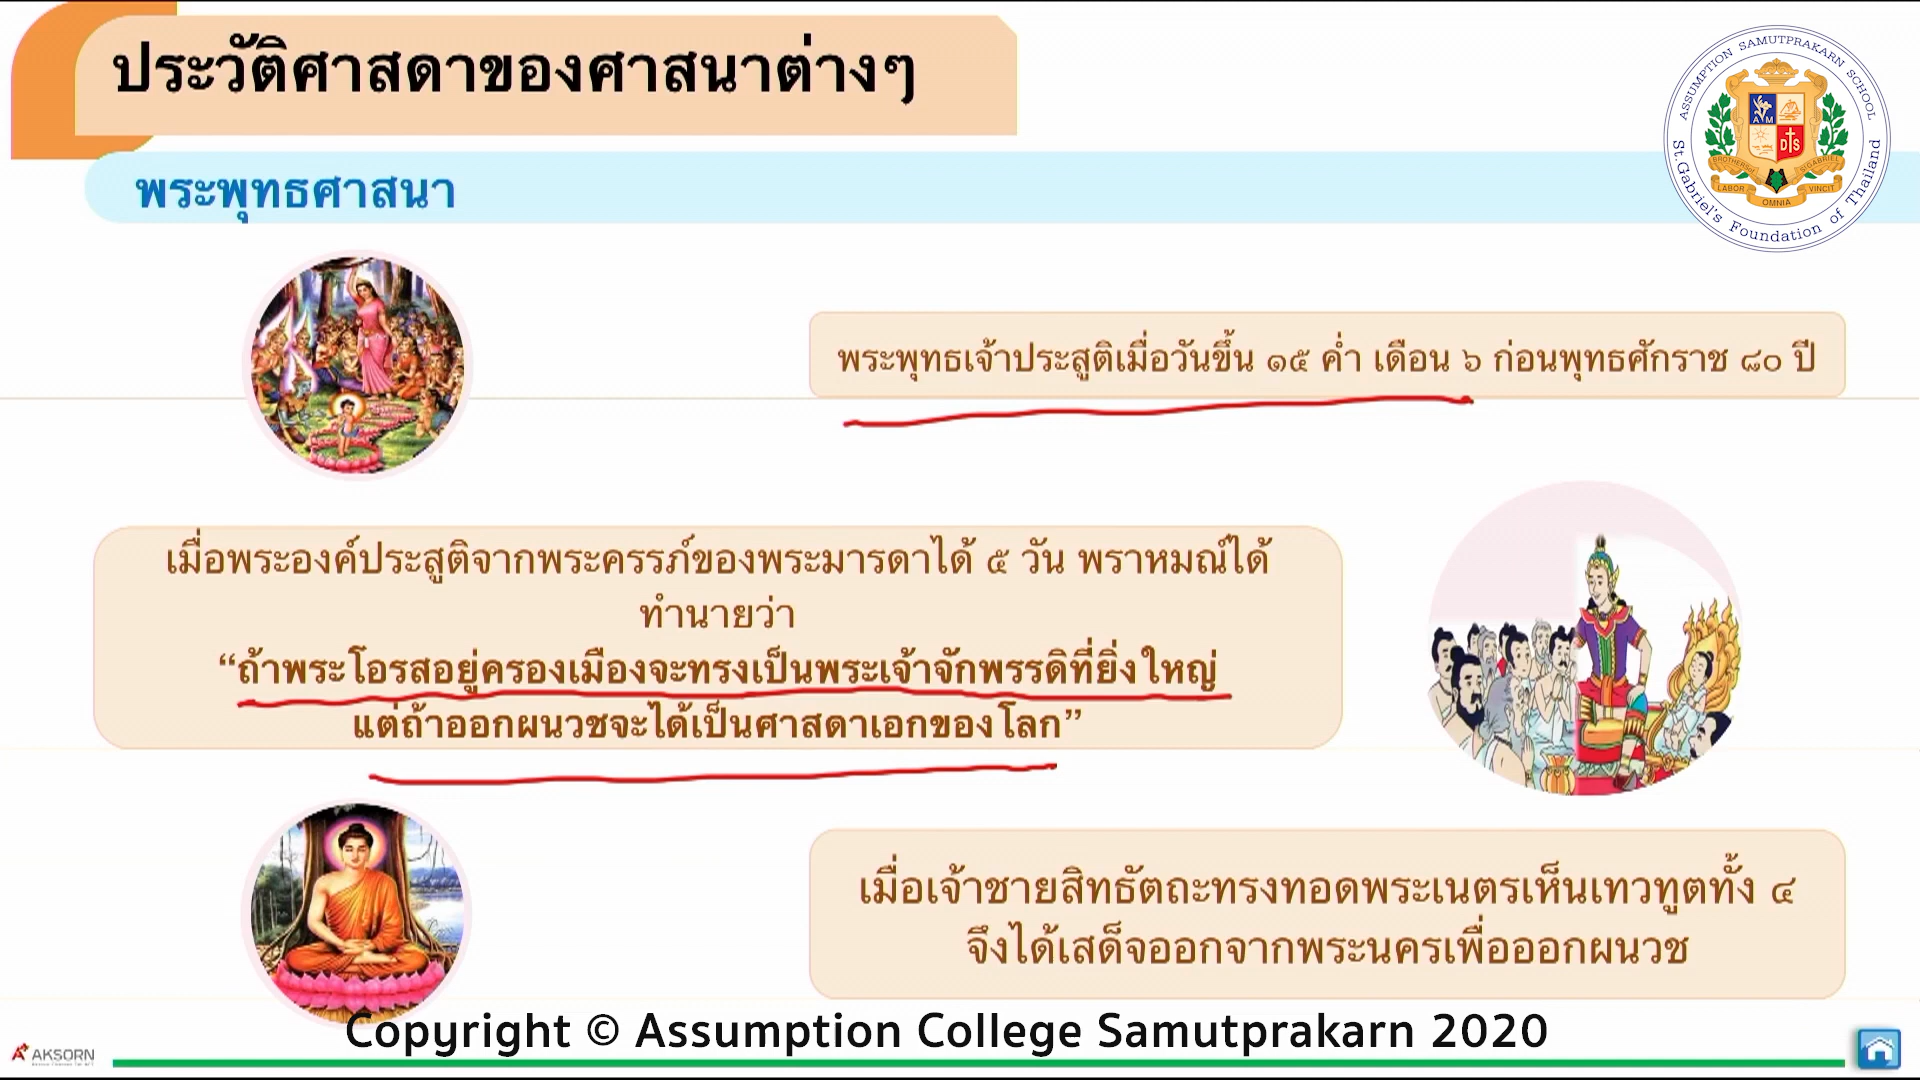 ประวัติศาสดาของศาสนาต่างๆ
ASSUMPTION SAMUTPRAKARN SCHOOL
St.Gabriel's Foundation of Thailand
A M
D S
LABOR
VINCIT
OMNIA
พระพุทธศาสนา
พระพุทธเจ้าประสูติเมื่อวันขึ้น ๑๕ ค่ำ เดือน ๖ ก่อนพุทธศักราช ๘๐ ปี
เมื่อพระองค์ประสูติจากพระครรภ์ของพระมารดาได้ ๕ วัน พราหมณ์ได้
ทำนายว่า
“ถ้าพระโอรสอยู่ครองเมืองจะทรงเป็นพระเจ้าจักพรรดิที่ยิ่งใหญ่
แต่ถ้าออกผนวชจะได้เป็นศาสดาเอกของโลก”
เมื่อเจ้าชายสิทธัตถะทรงทอดพระเนตรเห็นเทวทูตทั้ง ๔
จึงได้เสด็จออกจากพระนครเพื่อออกผนวช
Copyright © Assumption College Samutprakarn 2020
AKSORN